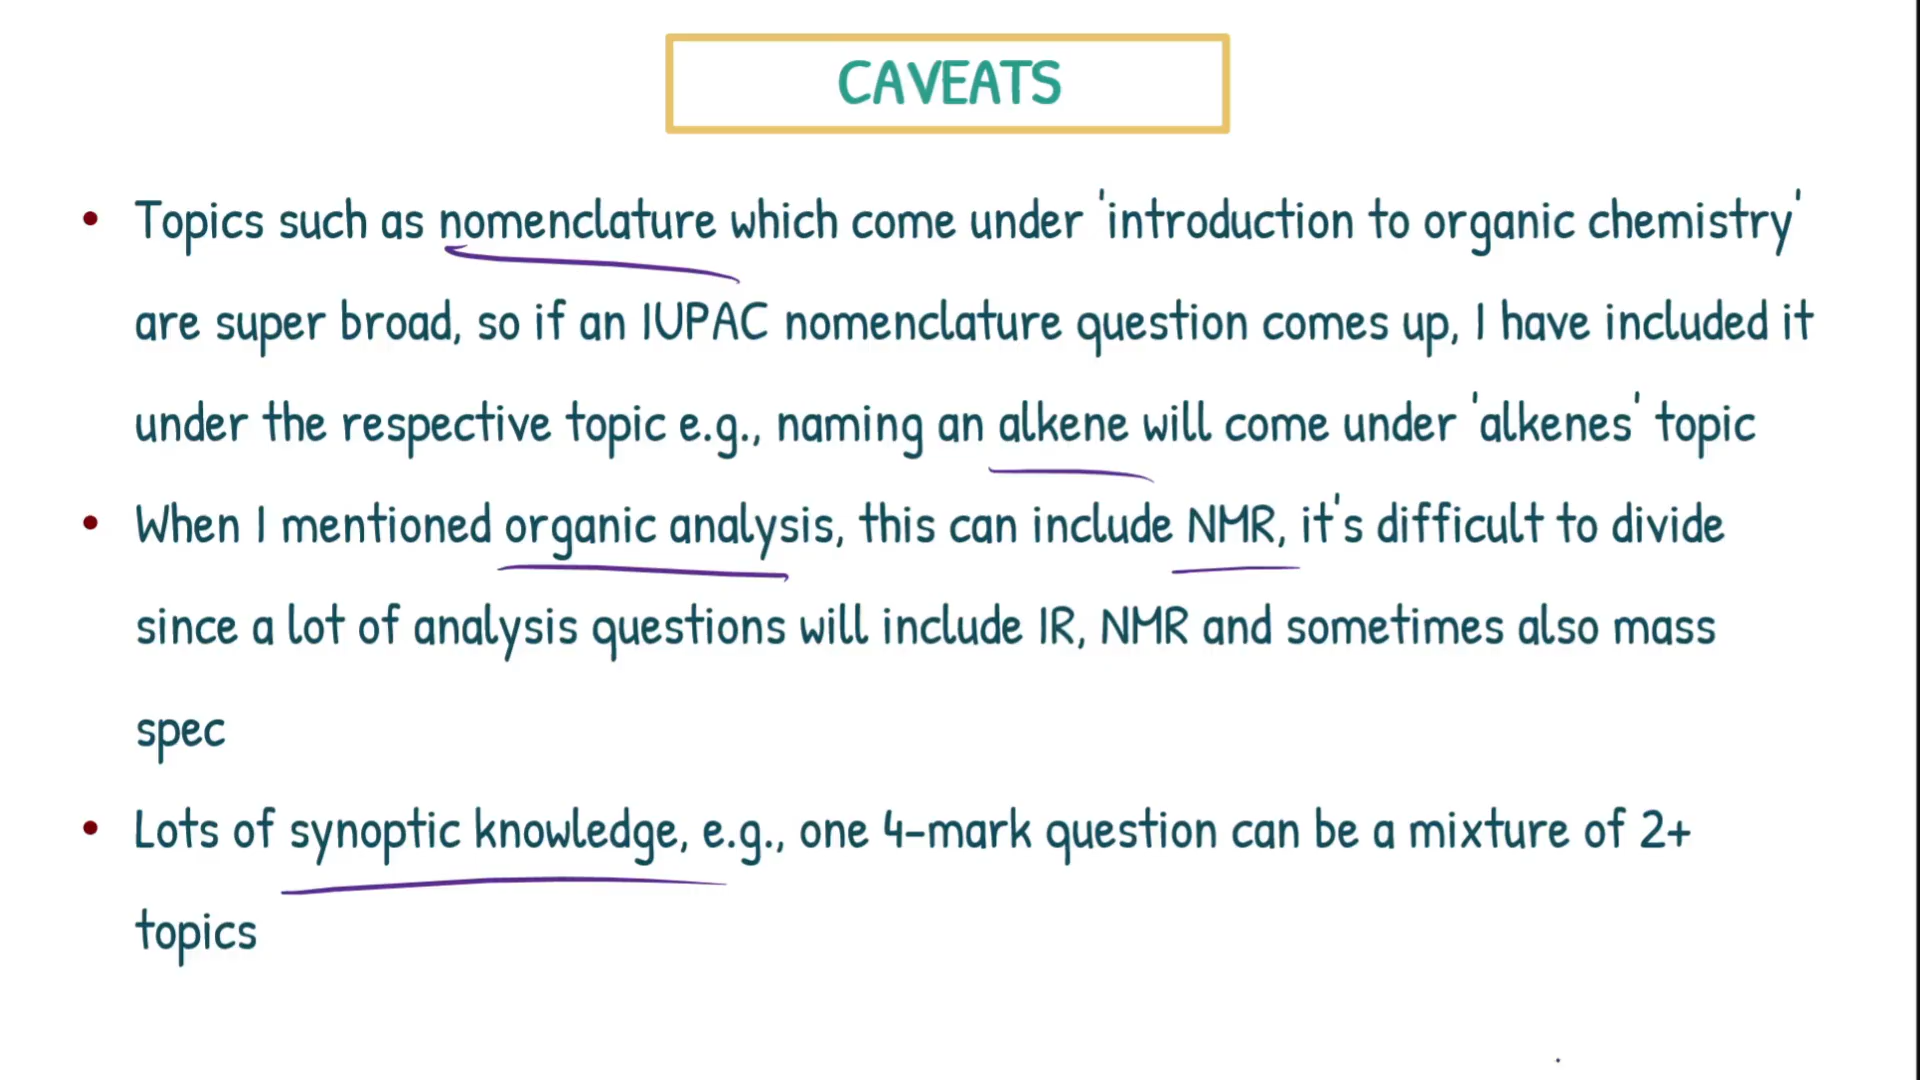 CAVEATS
• Topics such as nomenclature which come under 'introduction to organic chemistry'
are super broad, so if an IUPAC nomenclature question comes up, I have included it
under the respective topic e.g., naming an alkene will come under 'alkenes' topic
• When I mentioned organic analysis, this can include NMR, it's difficult to divide
since a lot of analysis questions will include IR, NMR and sometimes also mass
spec
• Lots of synoptic knowledge, e.g., one 4-mark question can be a mixture of 2+
topics